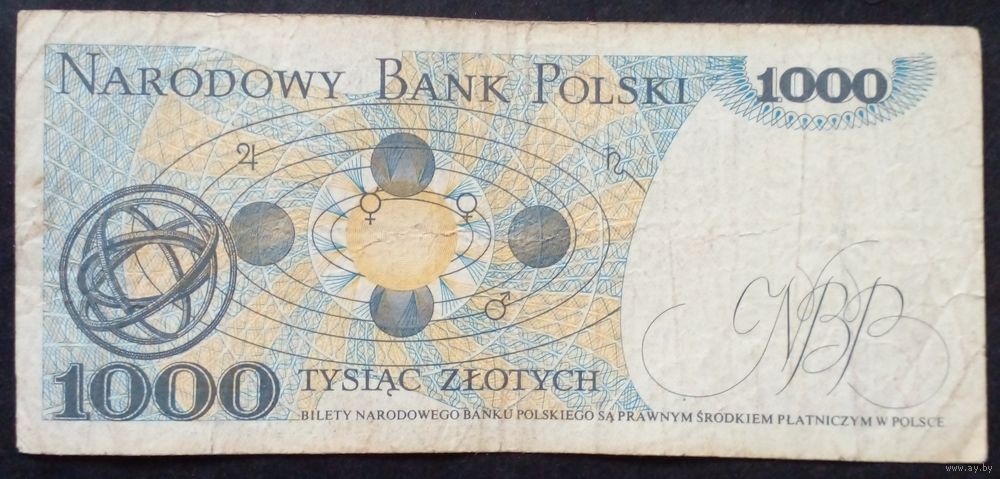 NARODOWY BANK POLSKI
1000
NBP
1000
TYSIĄC ZŁOTYCH
BILETY NARODOWEGO BANKU POLSKIEGO SĄ PRAWNYM ŚRODKIEM PŁATNICZYM W POLSCE
www.ay.by